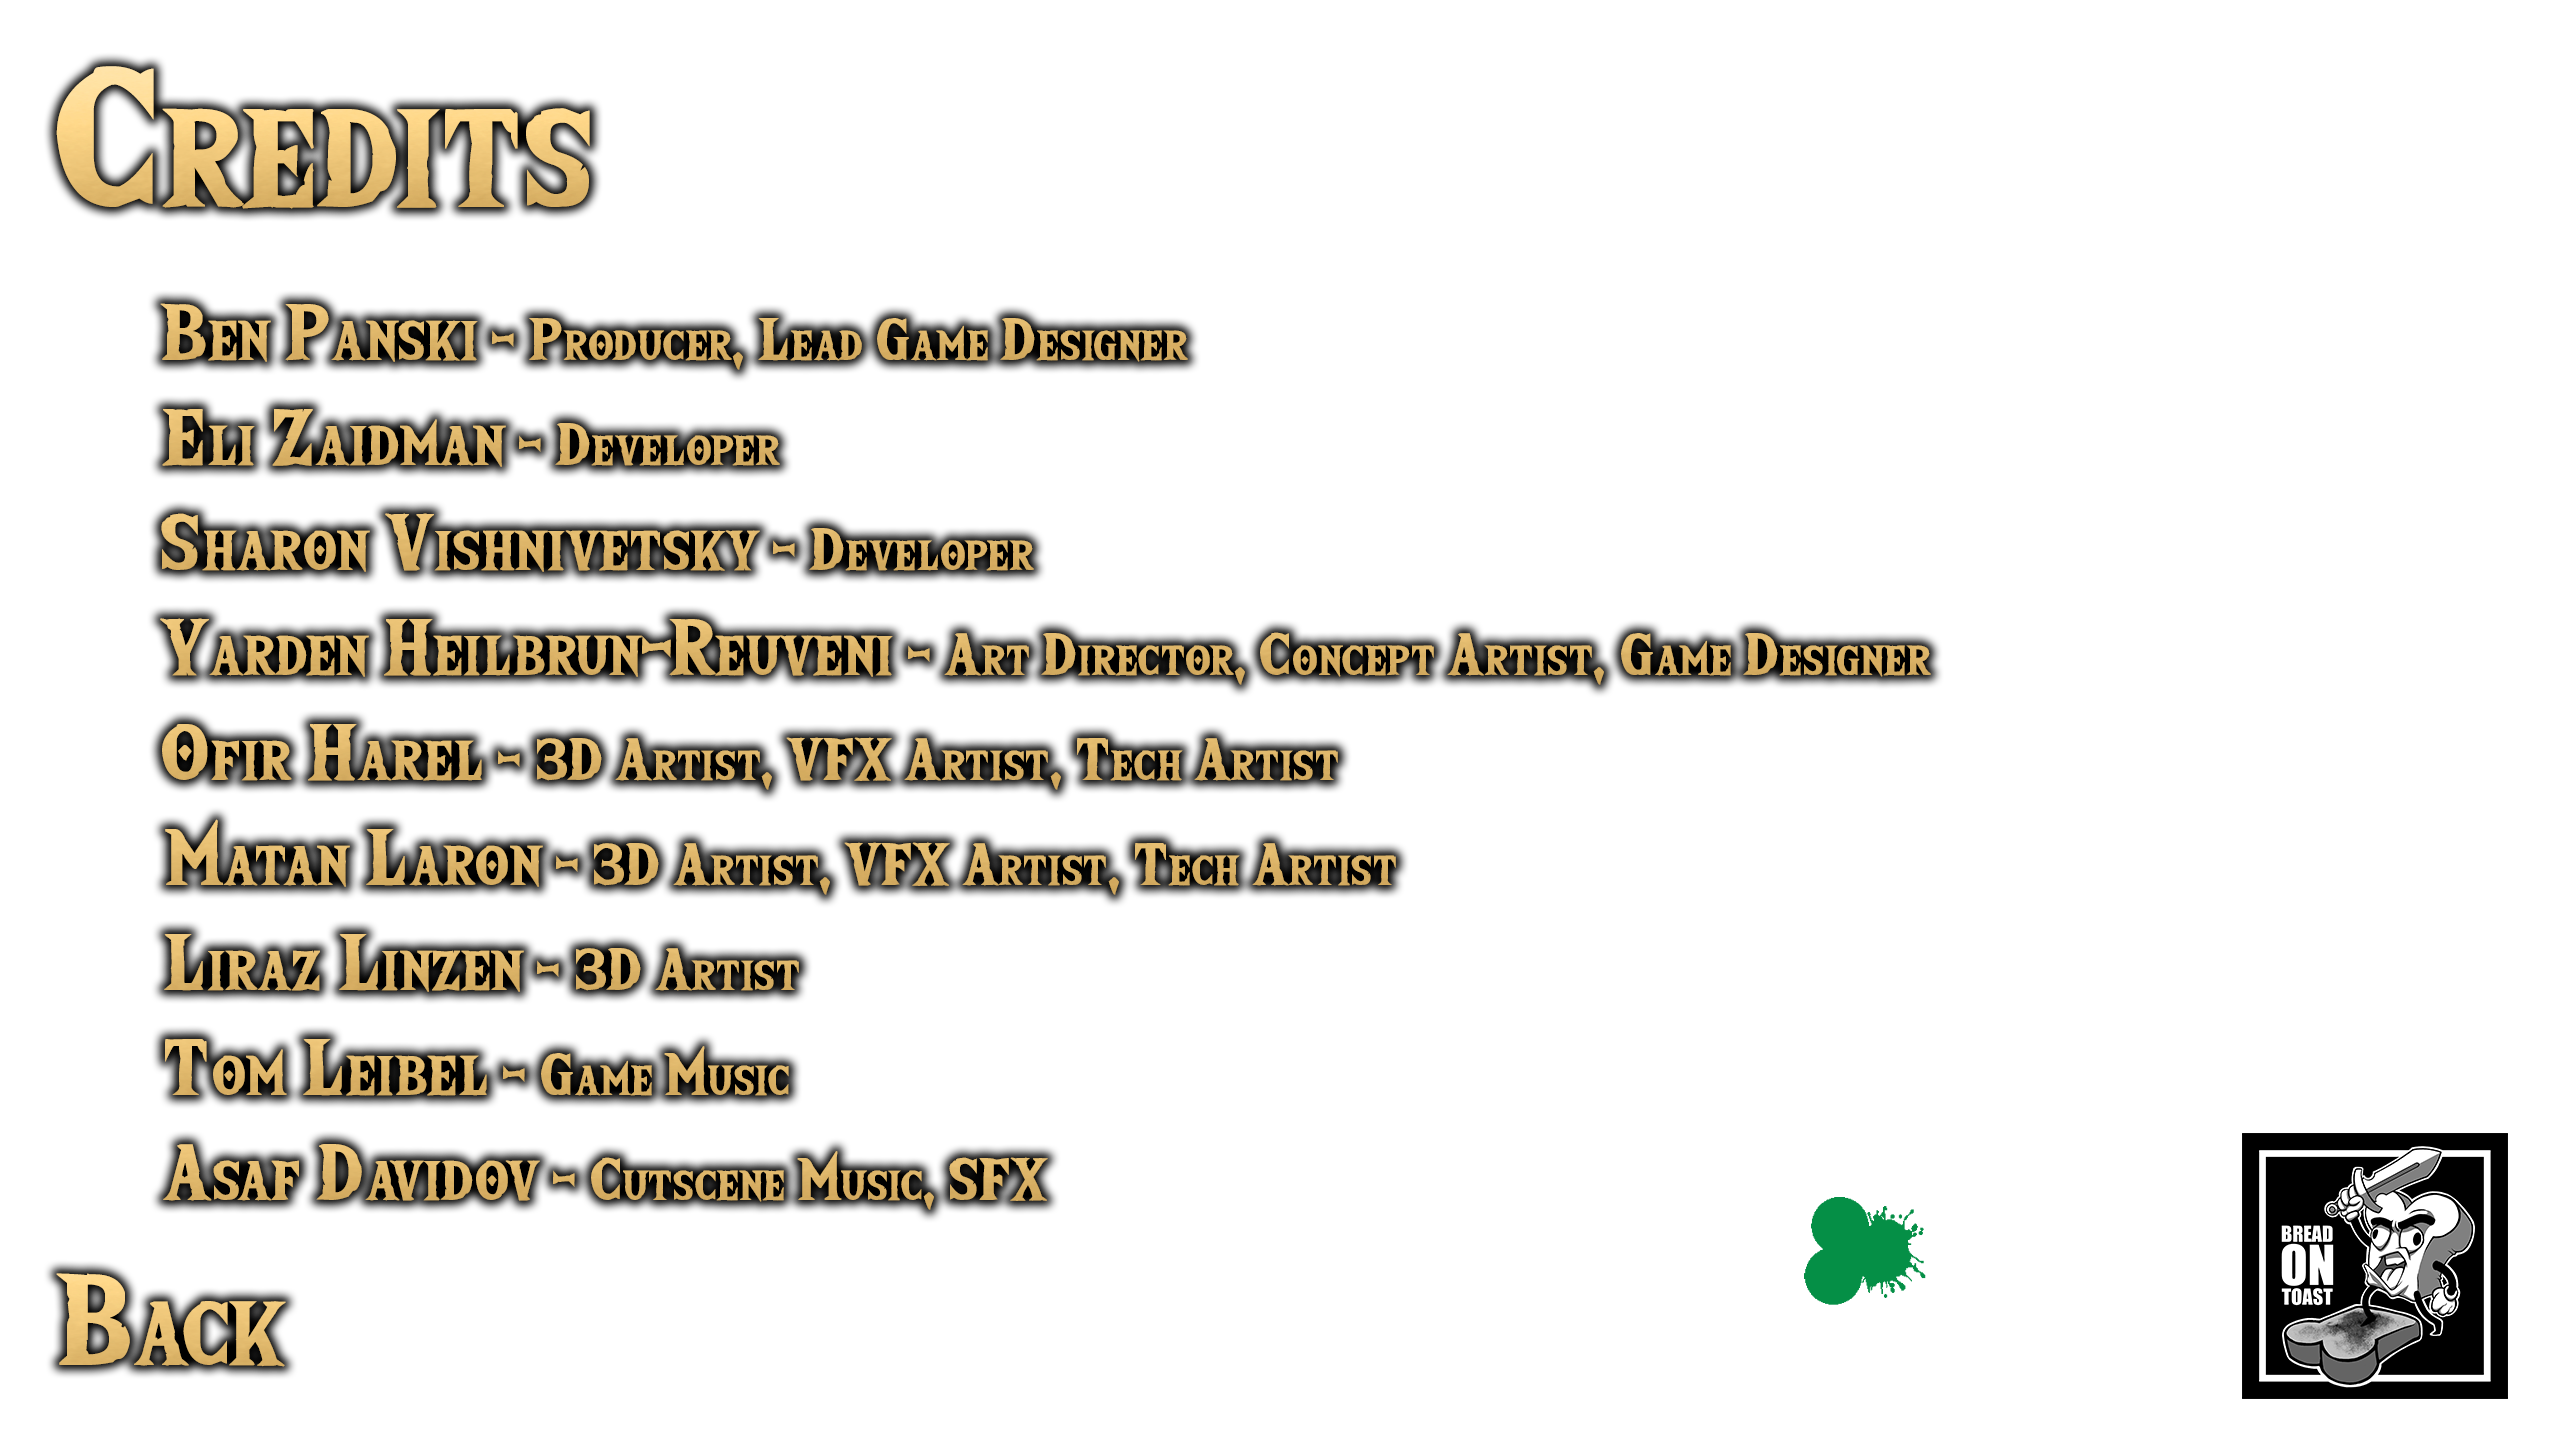 Credits
Ben Panski - Producer, Lead Game Designer
Eli Zaidman - Developer
Sharon Vishnivetsky - Developer
Yarden Heilbrun-Reuveni - Art Director, Concept Artist, Game Designer
Ofir Harel - 3D Artist, VFX Artist, Tech Artist
Matan Laron - 3D Artist, VFX Artist, Tech Artist
Liraz Linzen - 3D Artist
Tom Leibel - Game Music
Asaf Davidov - Cutscene Music, SFX
Back
BREAD
ON
TOAST